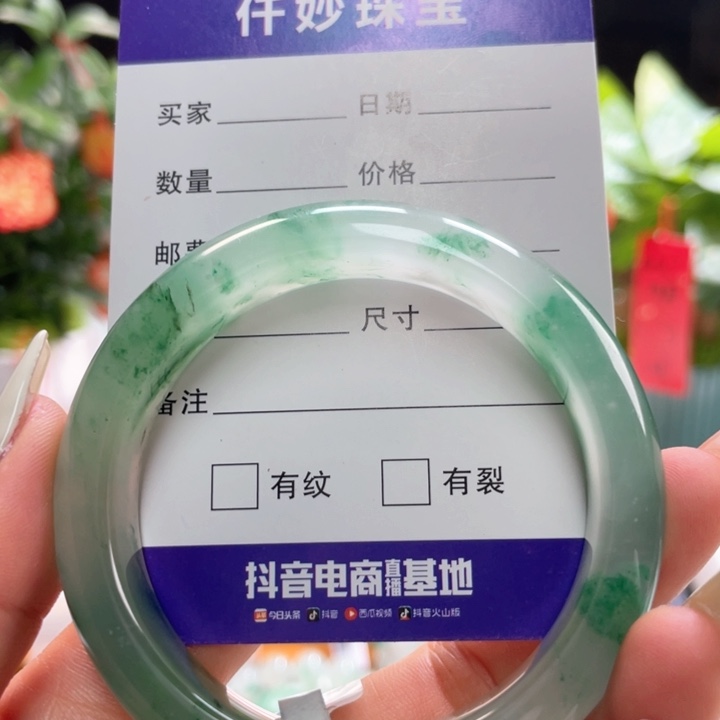 仟妙珠宝
买家 日期
数量 价格
邮费
尺寸
备注
有纹 有裂
抖音电商直播基地
今日头条 抖音 西瓜视频 抖音火山版